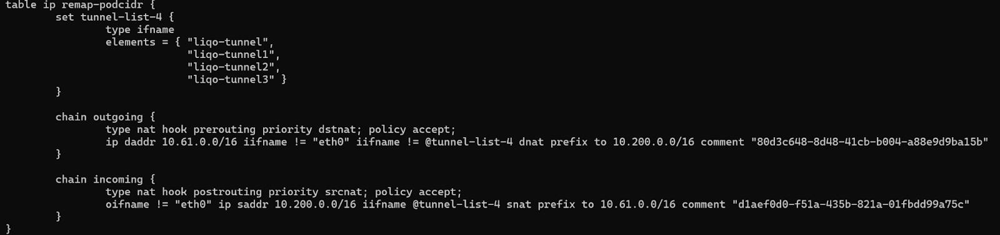 table ip remap-podcidr {
        set tunnel-list-4 {
                type ifname
                elements = { "liqo-tunnel",
                             "liqo-tunnel1",
                             "liqo-tunnel2",
                             "liqo-tunnel3" }
        }

        chain outgoing {
                type nat hook prerouting priority dstnat; policy accept;
                ip daddr 10.61.0.0/16 iifname != "eth0" iifname != @tunnel-list-4 dnat prefix to 10.200.0.0/16 comment "80d3c648-8d48-41cb-b004-a88e9d9ba15b"
        }

        chain incoming {
                type nat hook postrouting priority srcnat; policy accept;
                oifname != "eth0" ip saddr 10.200.0.0/16 iifname @tunnel-list-4 snat prefix to 10.61.0.0/16 comment "d1aef0d0-f51a-435b-821a-01fbdd99a75c"
        }
}